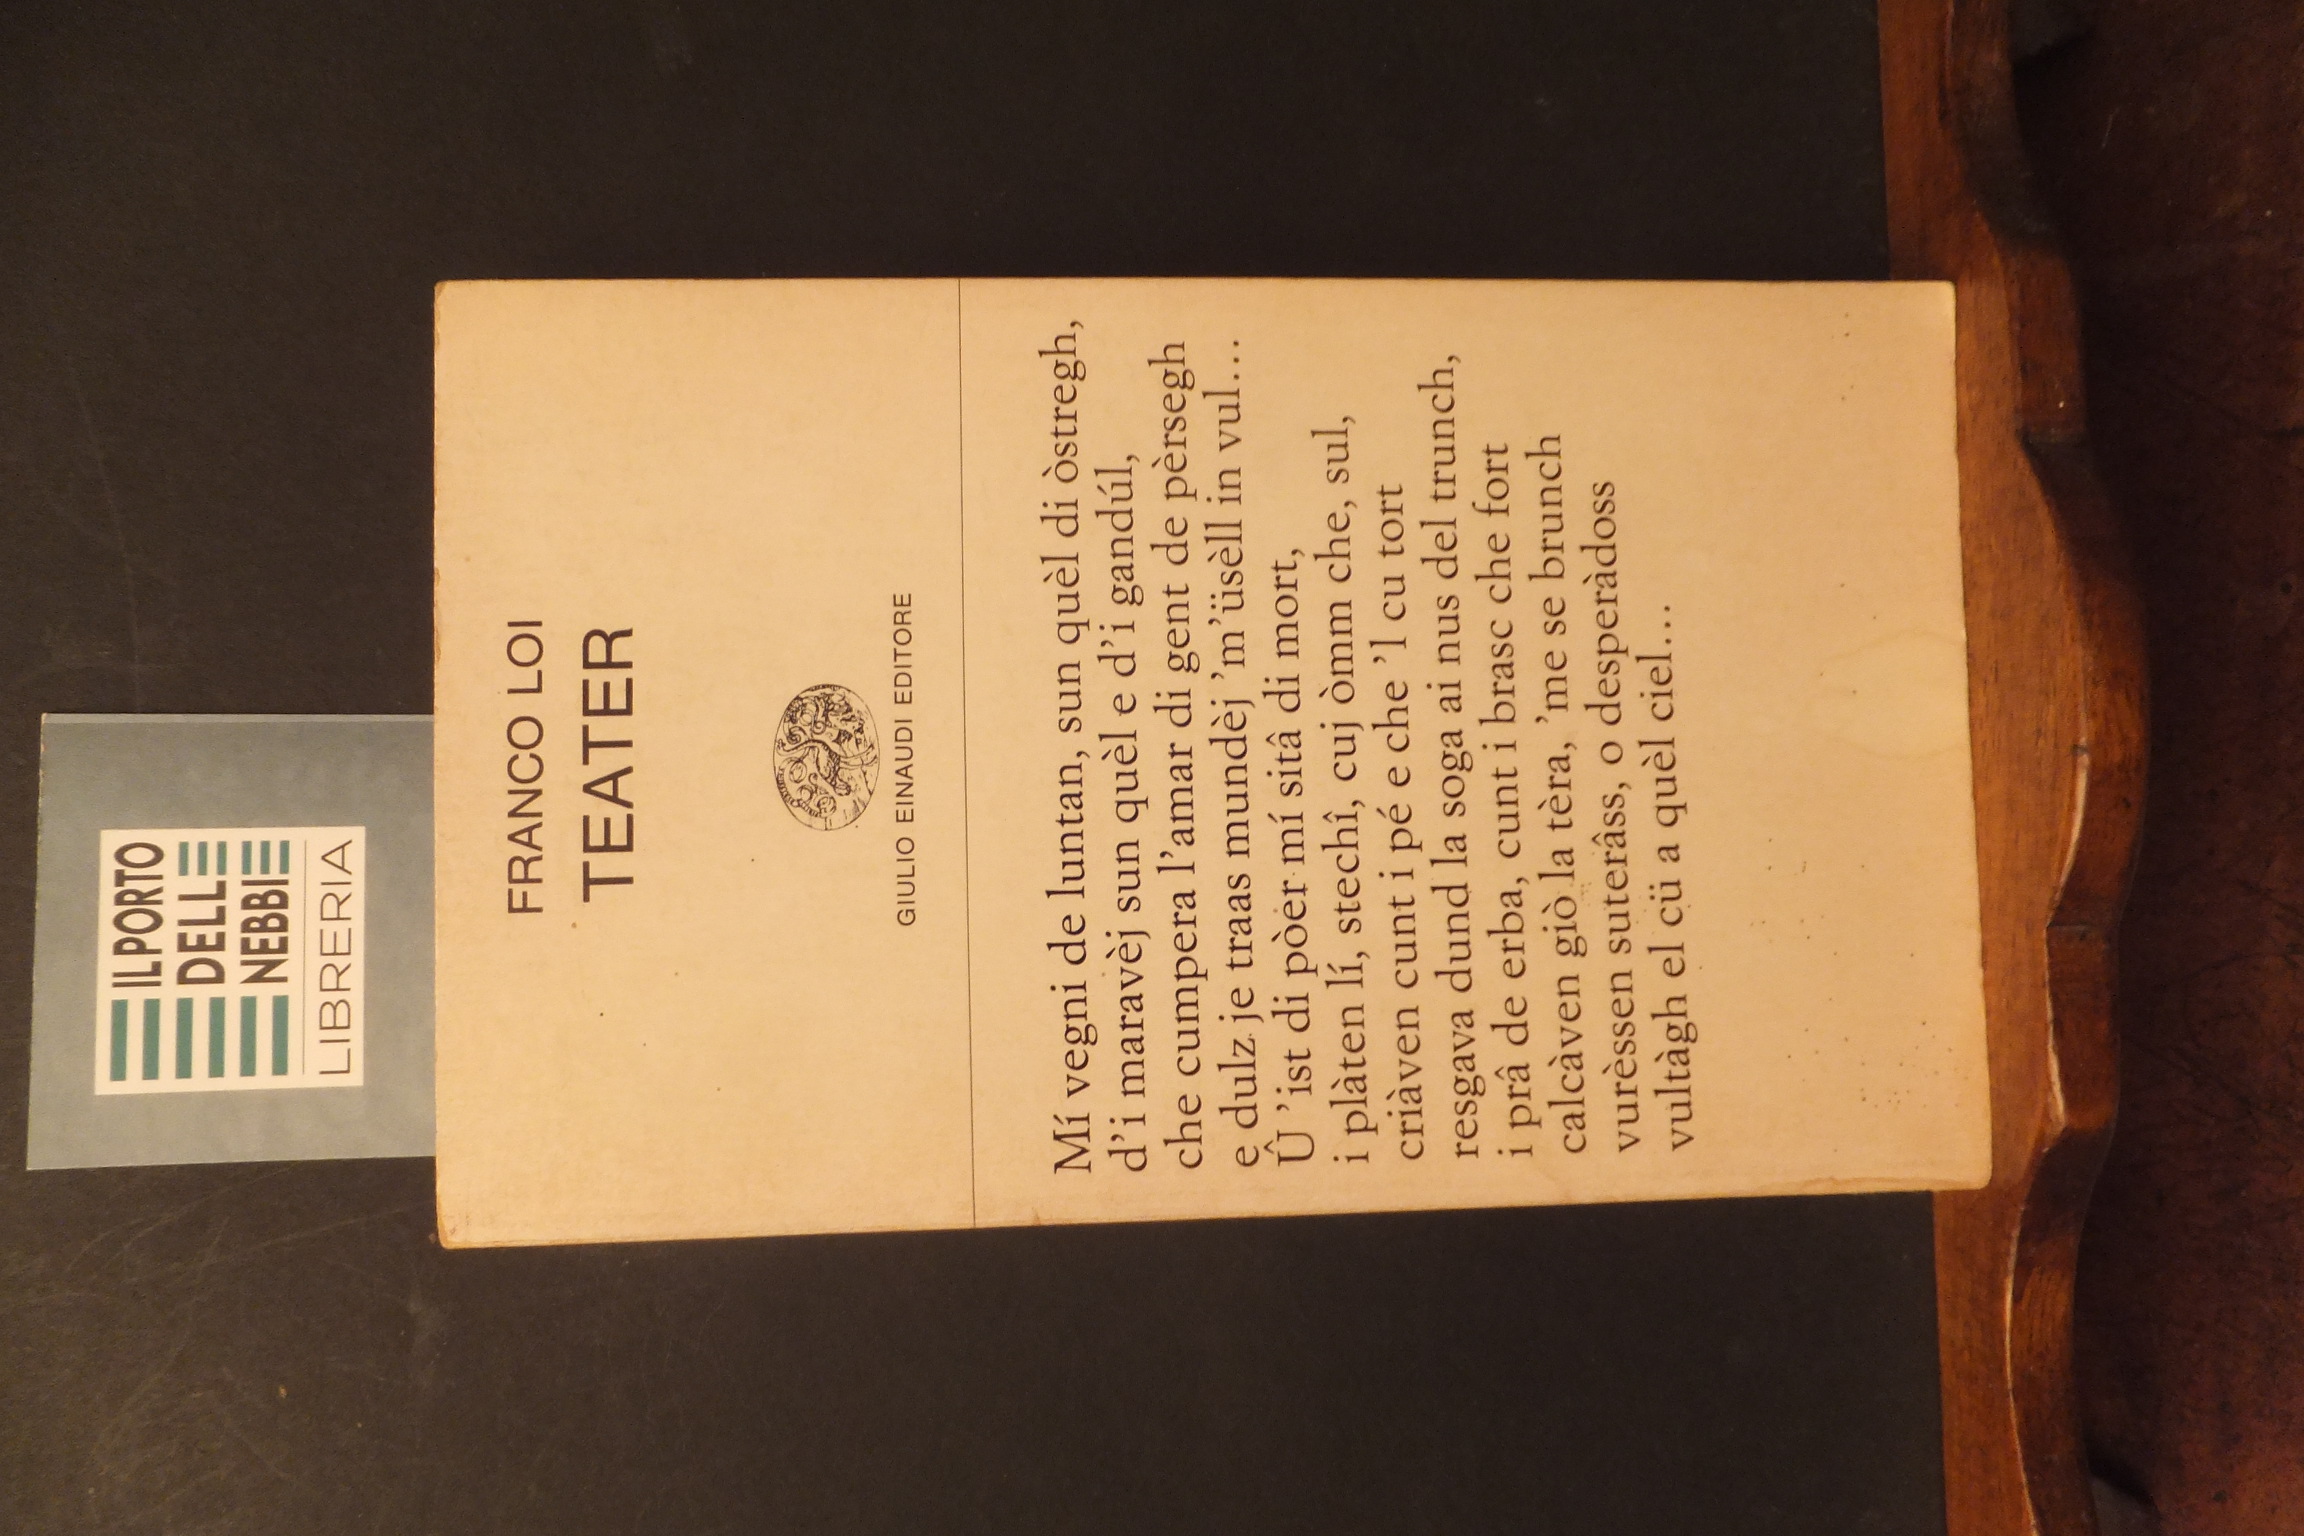 IL PORTO
DELLE
NEBBIE
LIBRERIA
FRANCO LOI
TEATER
GIULIO EINAUDI EDITORE
Mí vegni de luntan, sun quèl di òstregh,
d'i maravèj sun quèl e d'i gandúl,
che cumpera l'amar di gent de pèrsegh
e dulz je traas mundèj 'm'üsèll in vul...
Û 'ist di pòer mí sitâ di mort,
i plàten lí, stechî, cuj òmm che, sul,
criàven cunt i pé e che 'l cu tort
resgava dund la soga ai nus del trunch,
i prâ de erba, cunt i brasc che fort
calcàven giò la tèra, 'me se brunch
vurèssen suterâss, o desperàdoss
vultàgh el cü a quèl ciel...